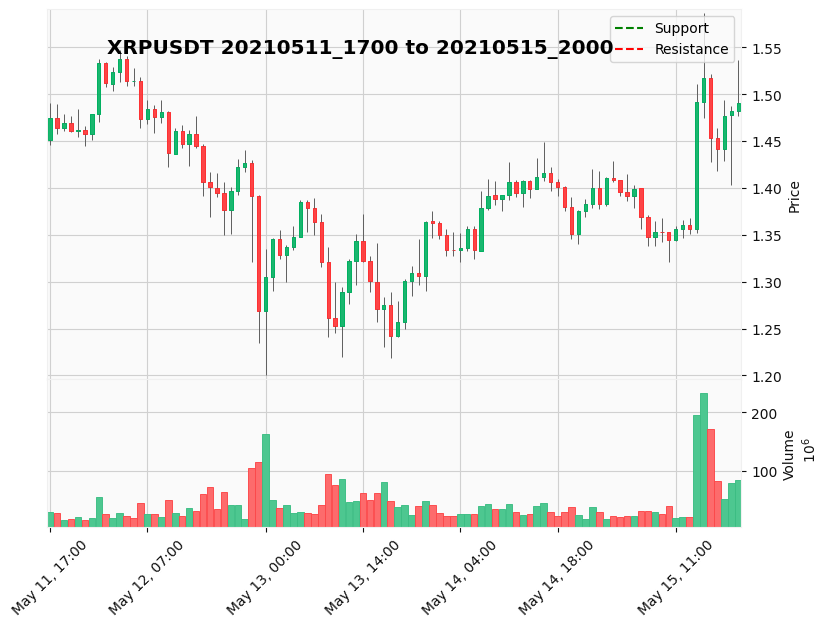 XRPUSDT 20210511_1700 to 20210515_2000
Support
Resistance
1.55
1.50
1.45
1.40
1.35
1.30
1.25
1.20
Price
200
100
Volume
10^6
May 11, 17:00
May 12, 07:00
May 13, 00:00
May 13, 14:00
May 14, 04:00
May 14, 18:00
May 15, 11:00